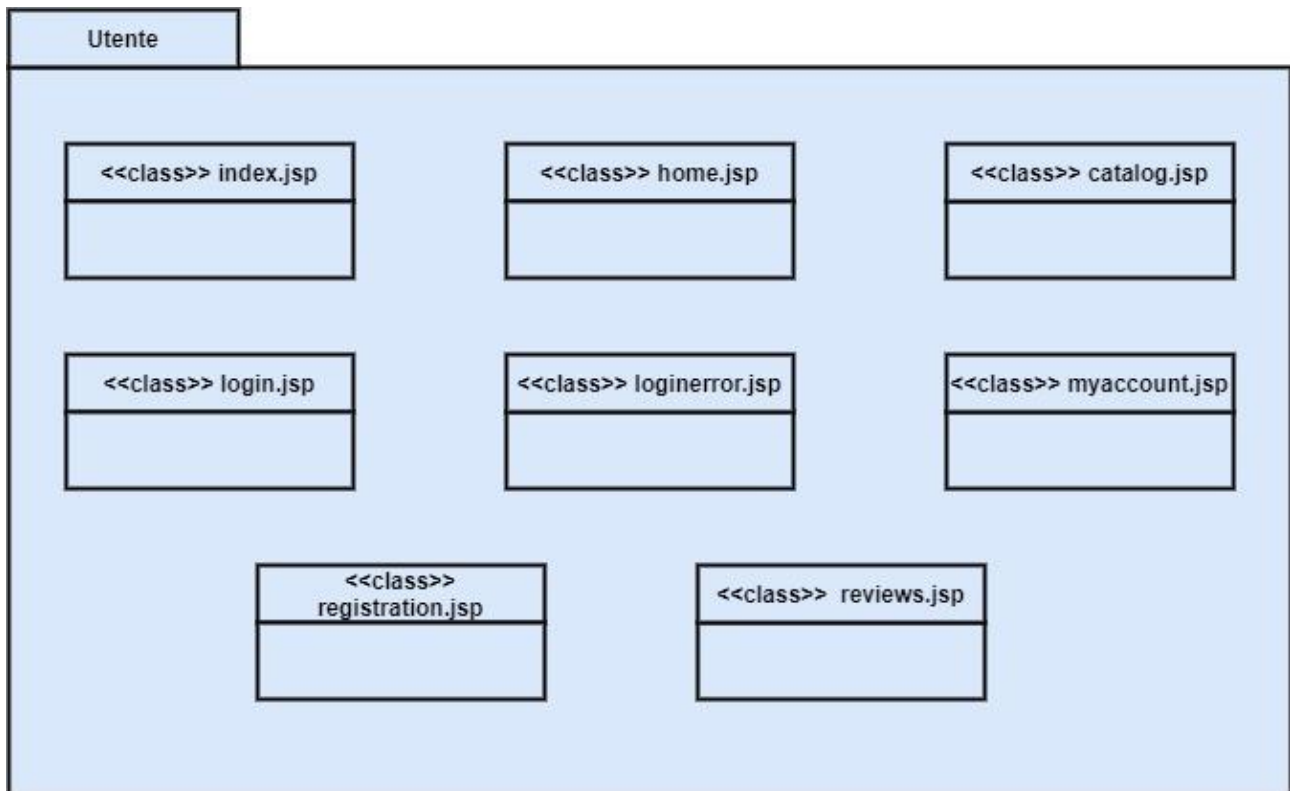 Utente
<<class>> index.jsp
<<class>> home.jsp
<<class>> catalog.jsp
<<class>> login.jsp
<<class>> loginerror.jsp
<<class>> myaccount.jsp
<<class>>
registration.jsp
<<class>> reviews.jsp